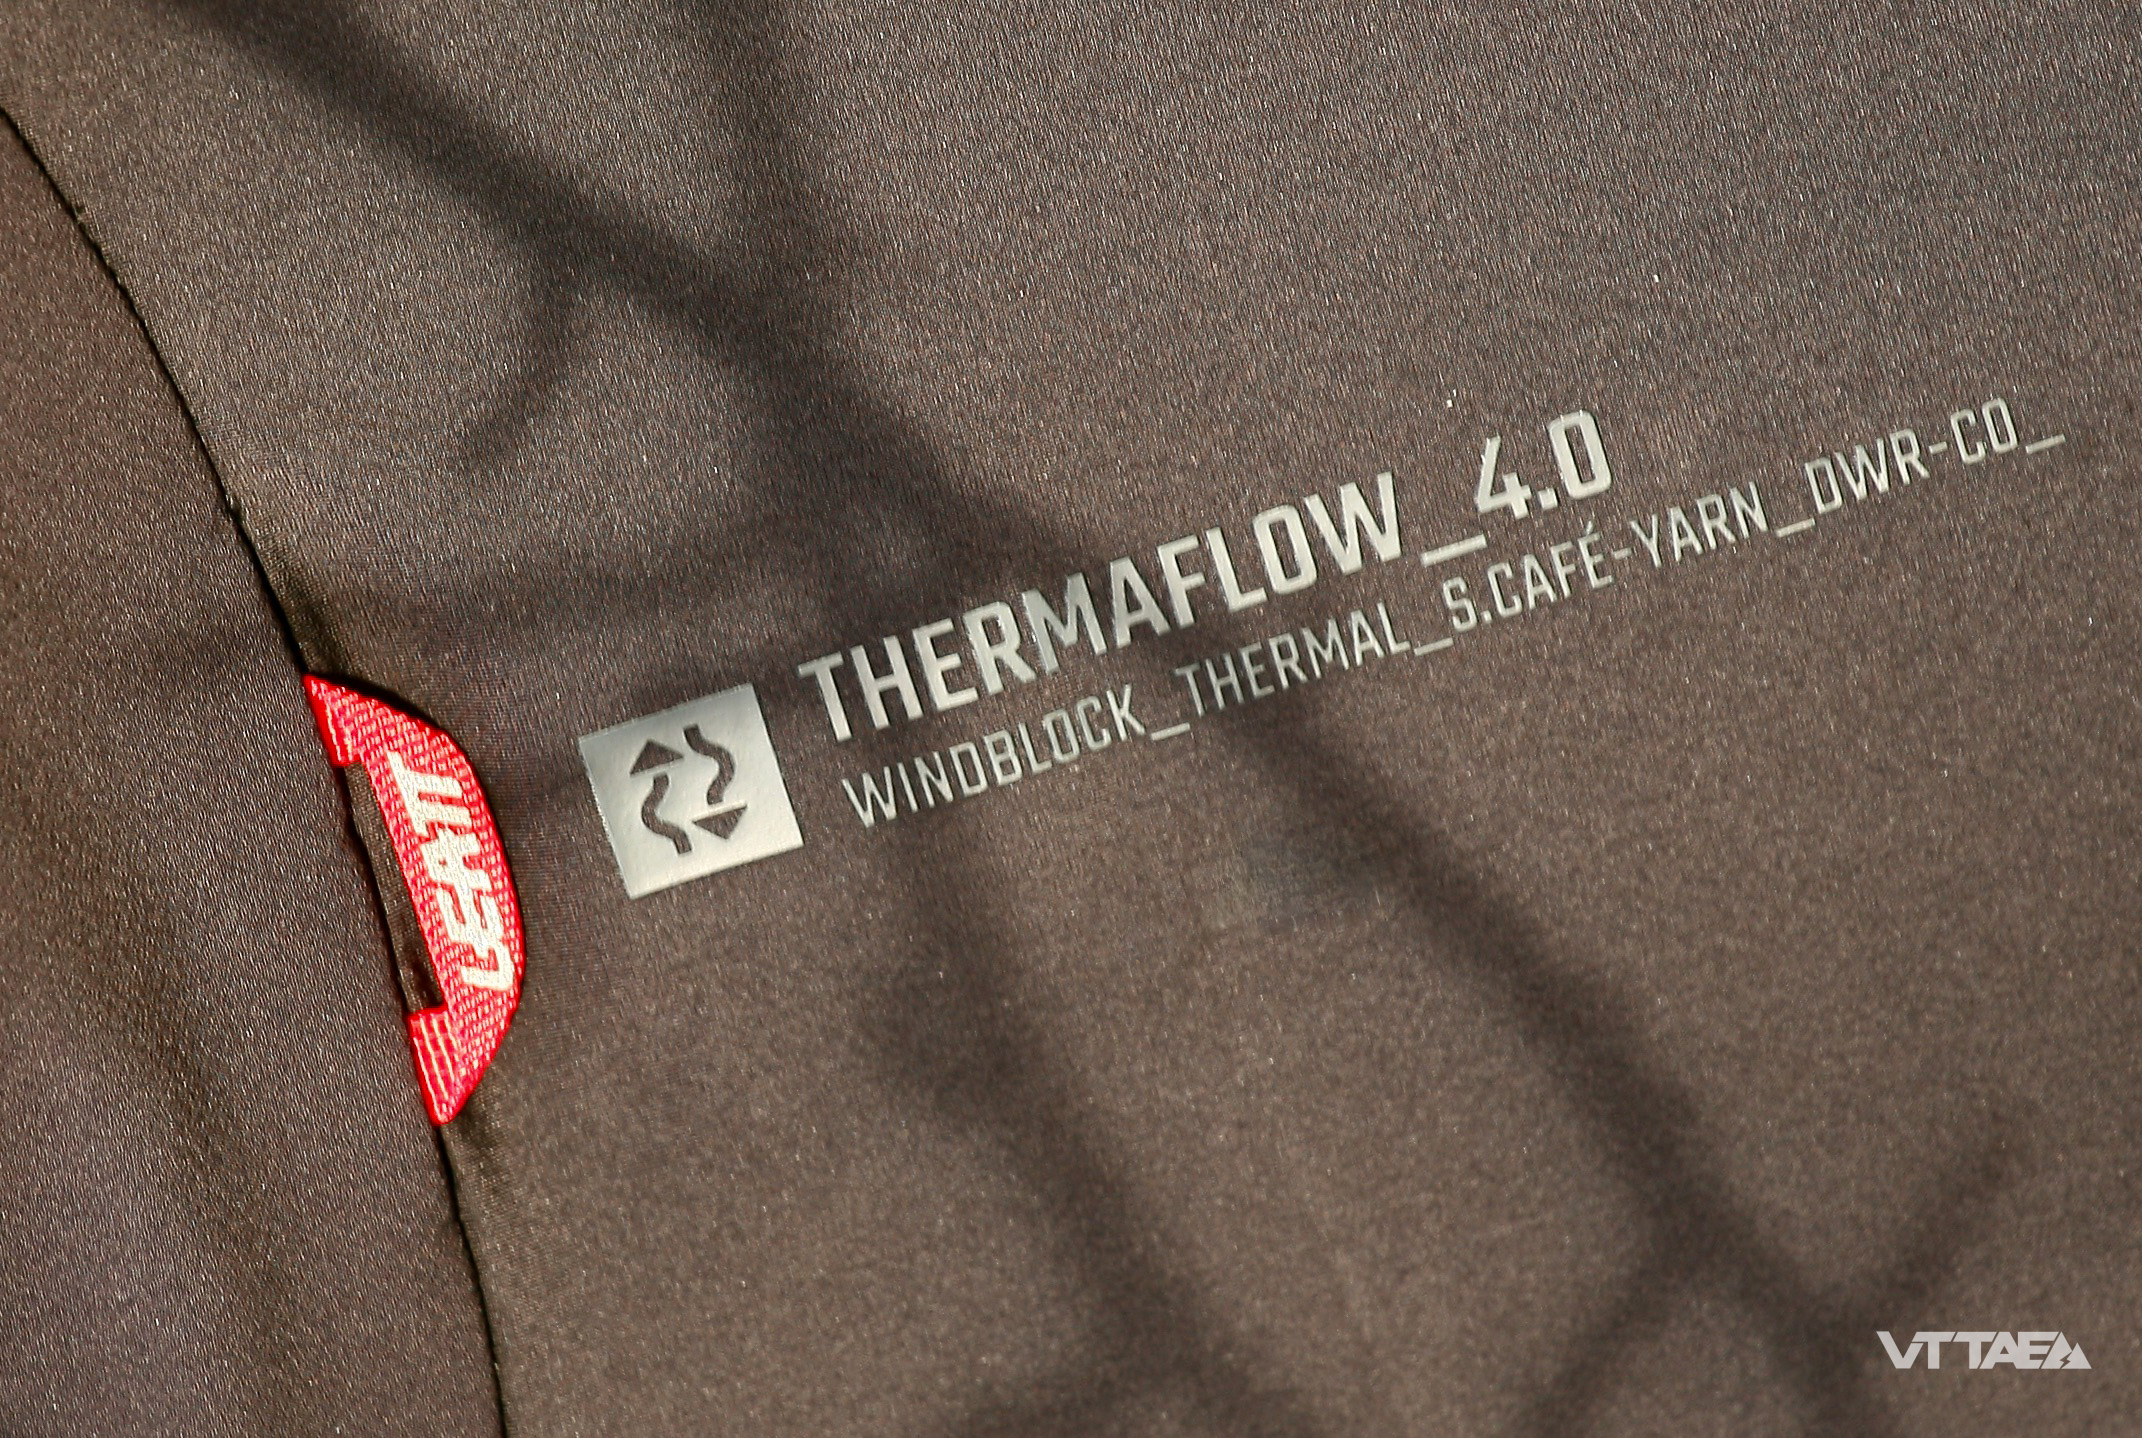 THERMAFLOW_4.0
WINDBLOCK_THERMAL_S.CAFÉ-YARN_DWR-CO_
LEATT
VTTAE